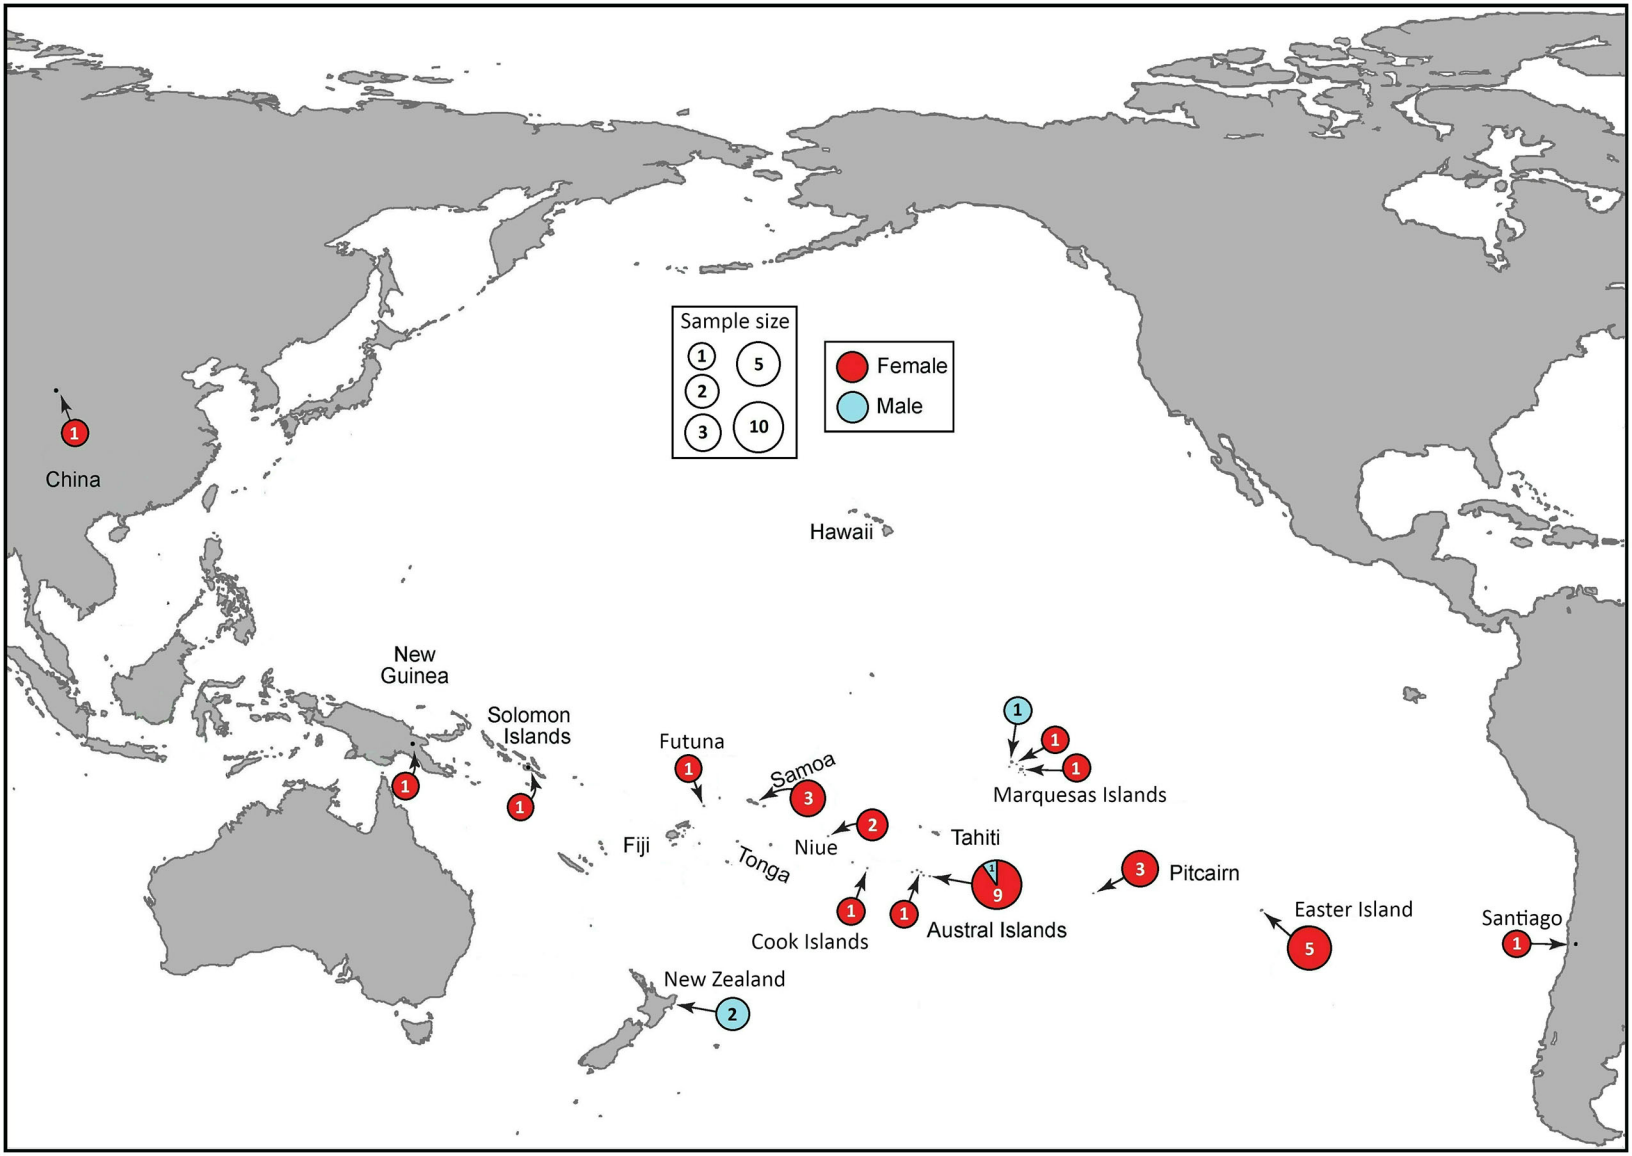 Sample size
1
5
2
3
10
Female
Male
1
China
Hawaii
New
Guinea
Solomon
Islands
1
1
Futuna
1
Samoa
3
Fiji
Tonga
Niue
2
1
1
1
Marquesas Islands
Tahiti
1
9
1
Austral Islands
1
Cook Islands
3
Pitcairn
Easter Island
5
Santiago
1
New Zealand
2